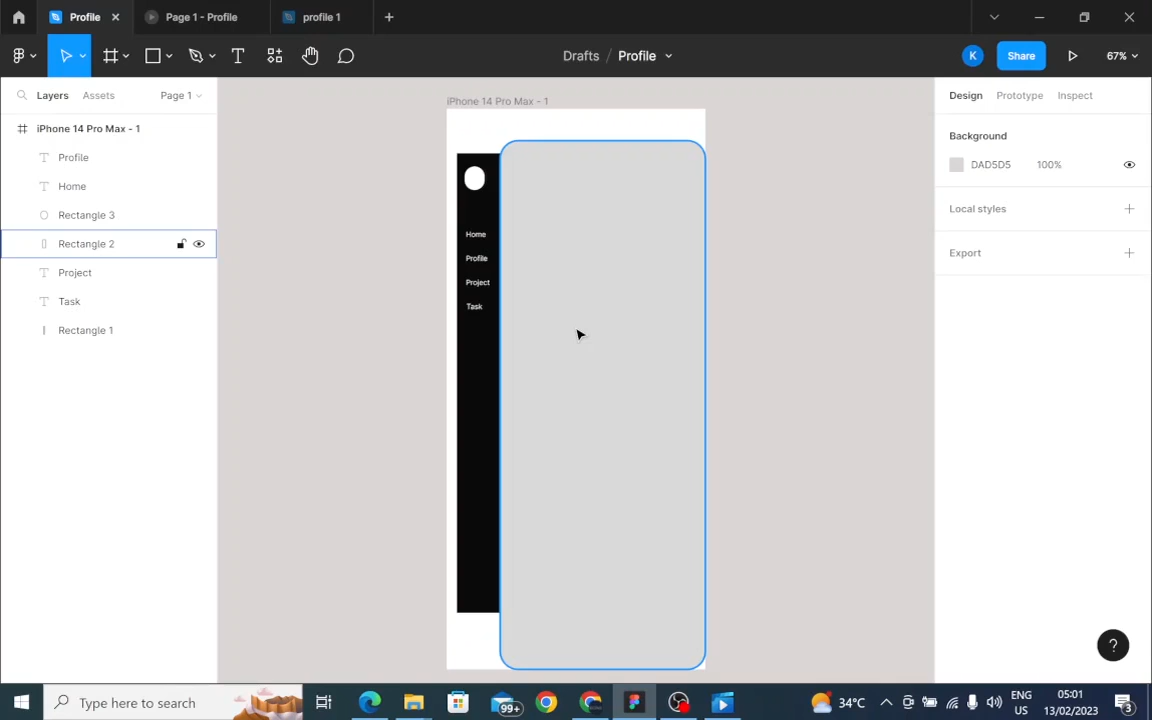 Profile
Page 1 - Profile
profile 1
Drafts / Profile
K
Share
67%
Layers
Assets
Page 1
iPhone 14 Pro Max - 1
Profile
Home
Rectangle 3
Rectangle 2
Project
Task
Rectangle 1
iPhone 14 Pro Max - 1
Home
Profile
Project
Task
Design
Prototype
Inspect
Background
DAD5D5
100%
Local styles
Export
?
Type here to search
99+
34°C
ENG
US
05:01
13/02/2023
3